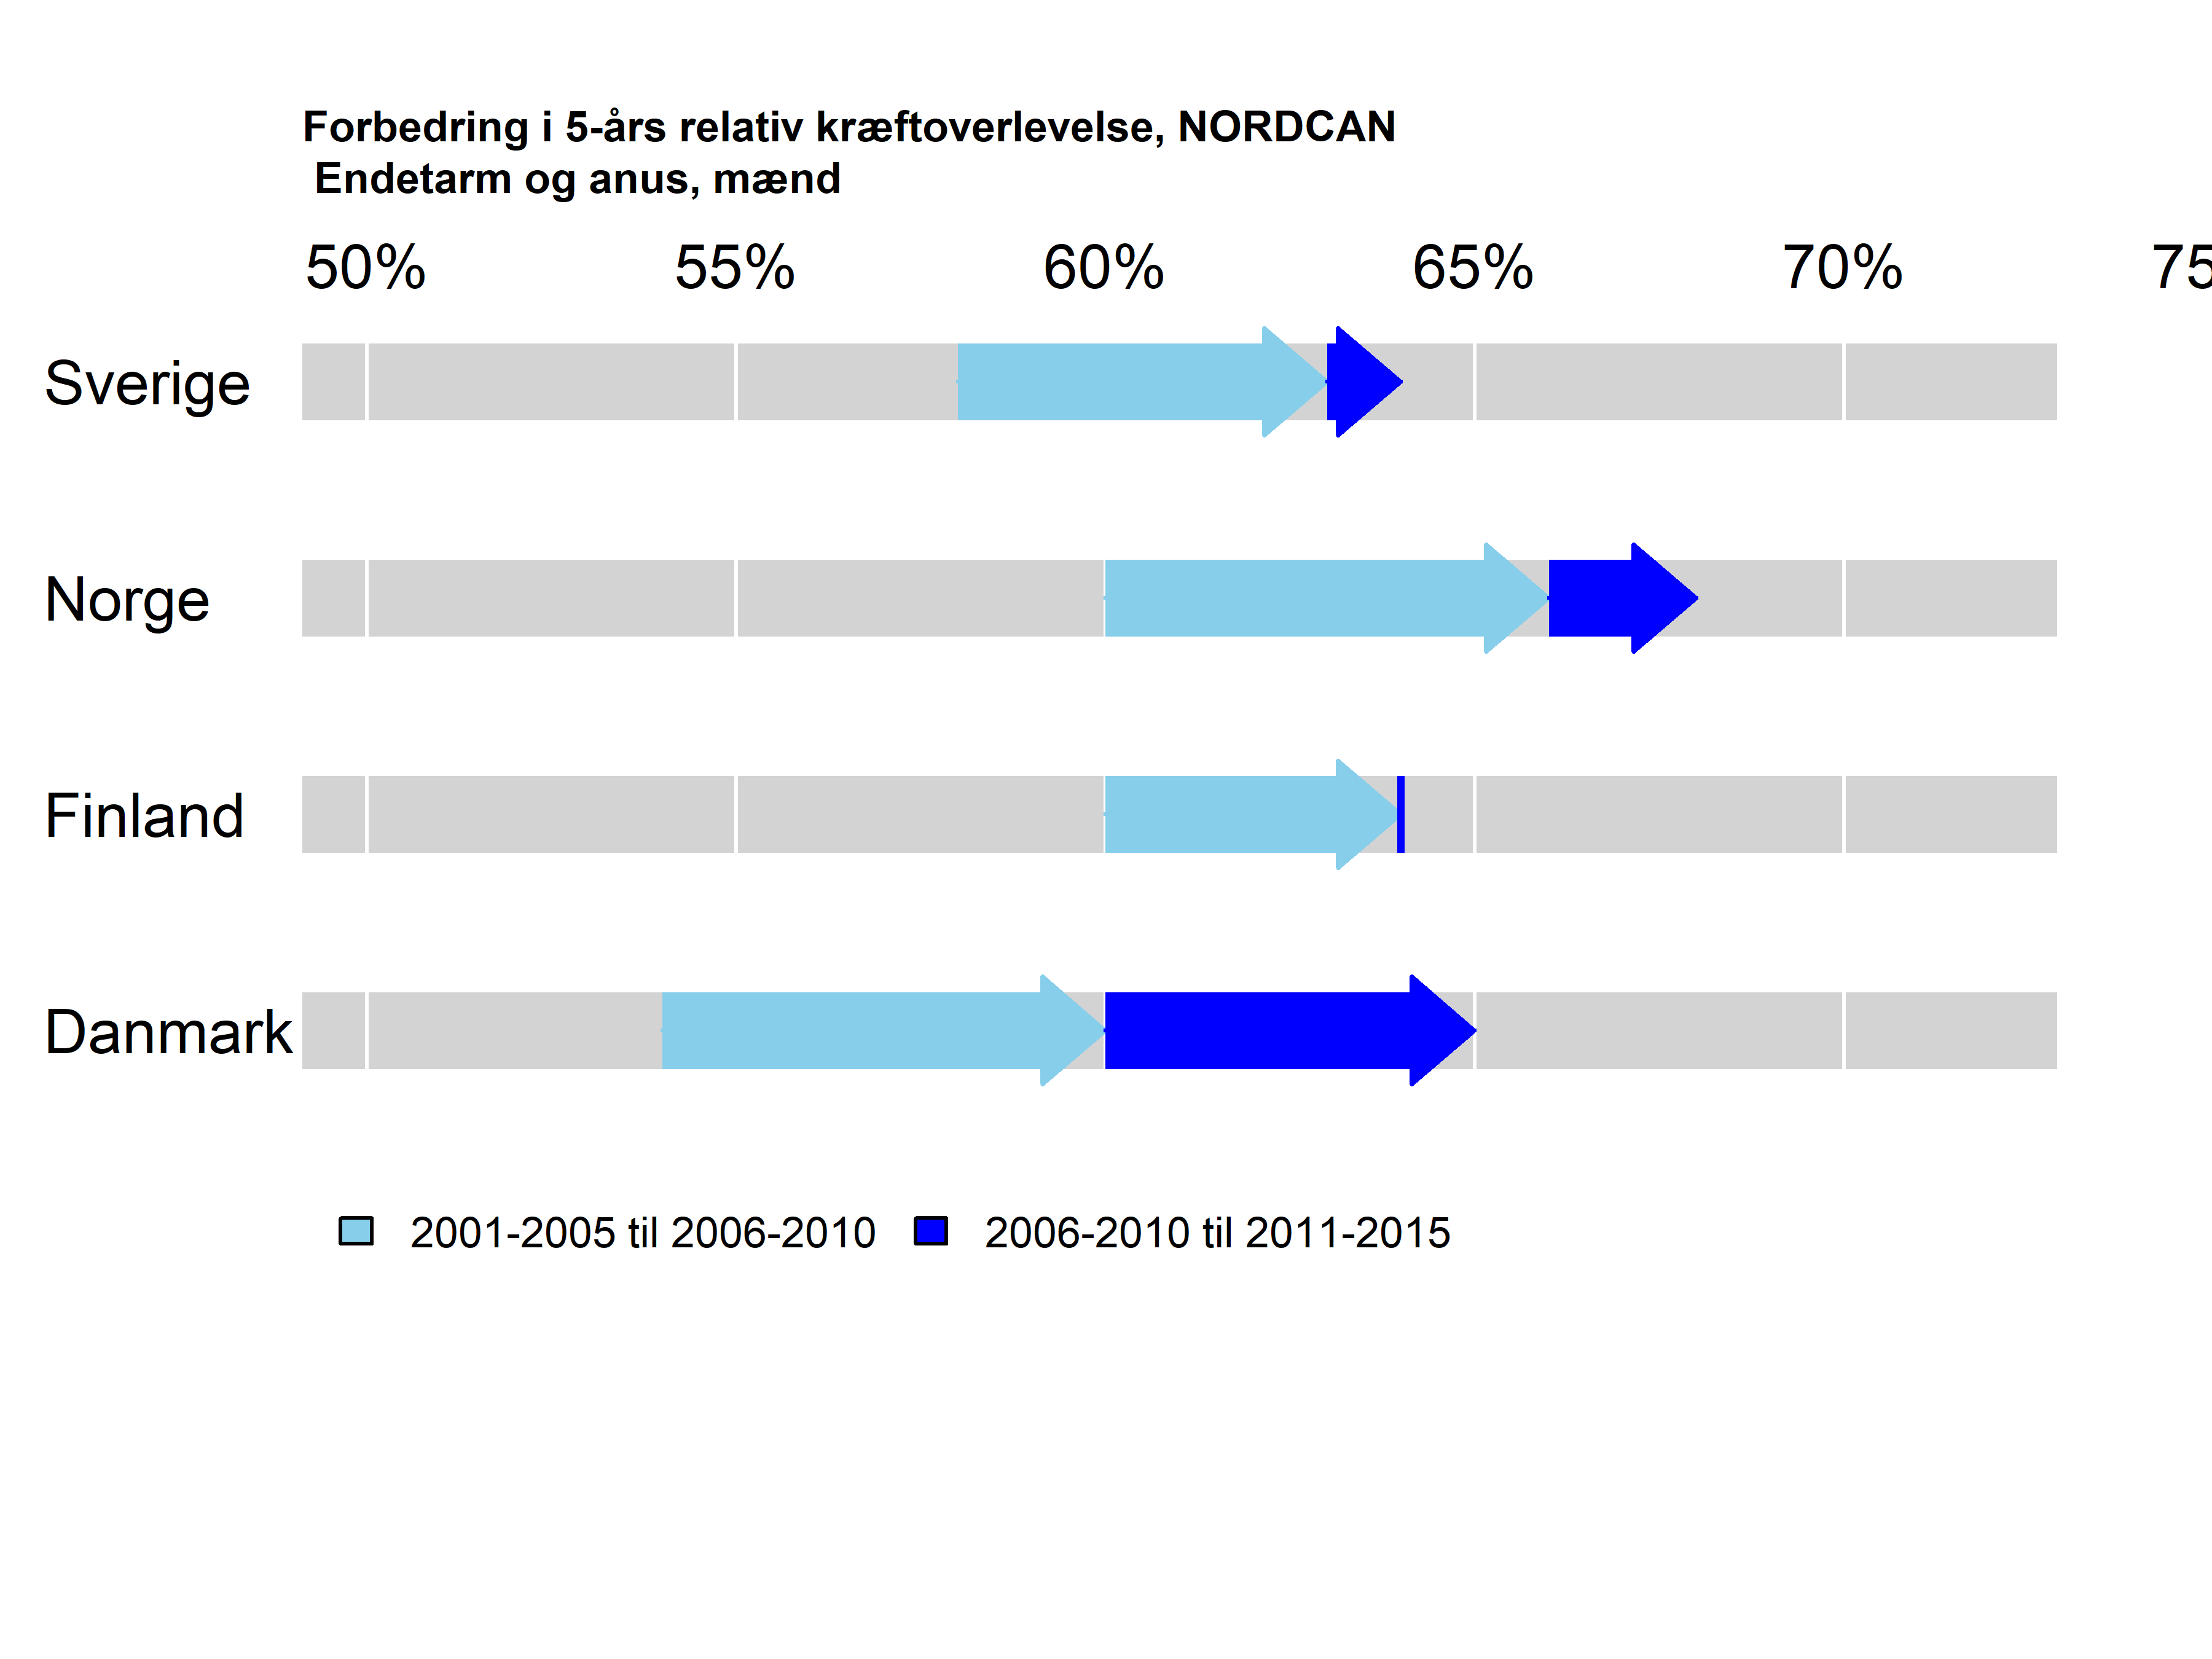 Forbedring i 5-års relativ kræftoverlevelse, NORDCAN
Endetarm og anus, mænd
50% 55% 60% 65% 70% 75
Sverige
Norge
Finland
Danmark
2001-2005 til 2006-2010 2006-2010 til 2011-2015